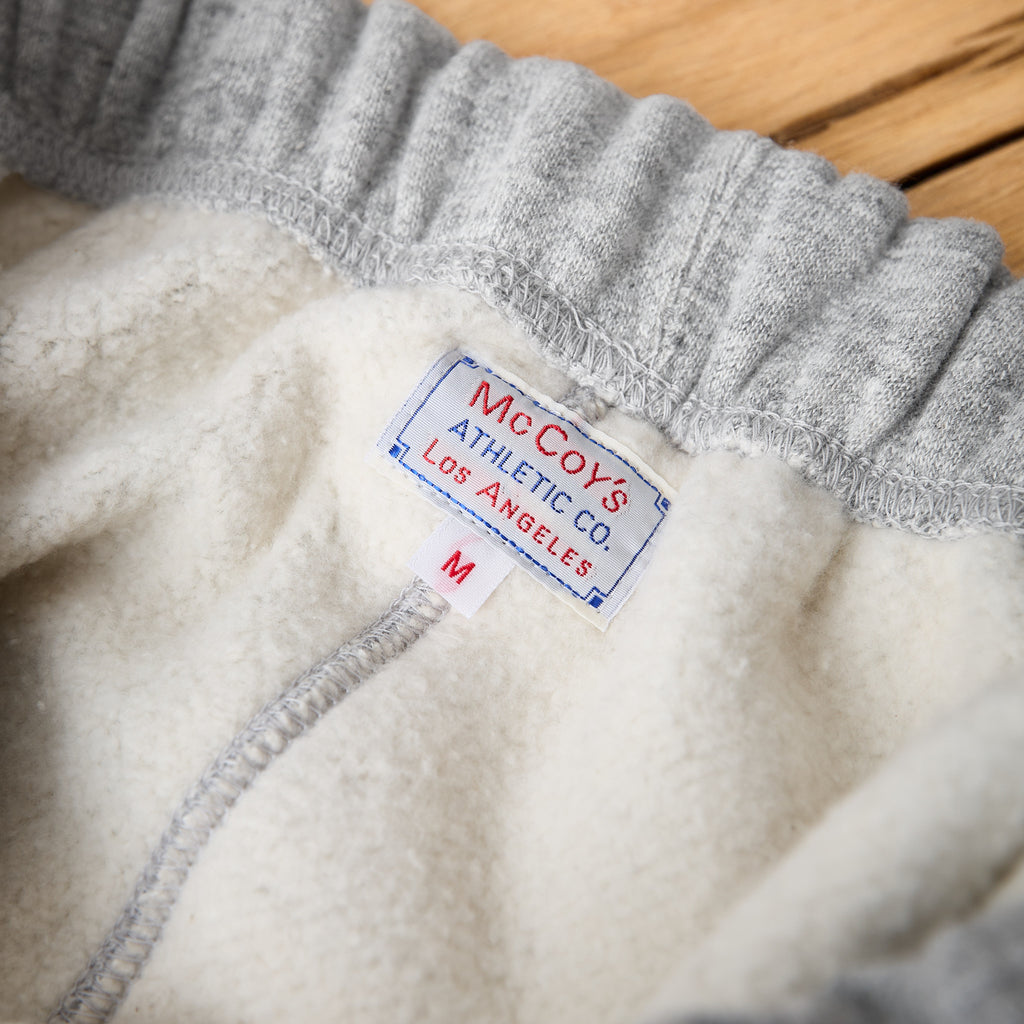 McCoy's
ATHLETIC CO.
Los Angeles
M